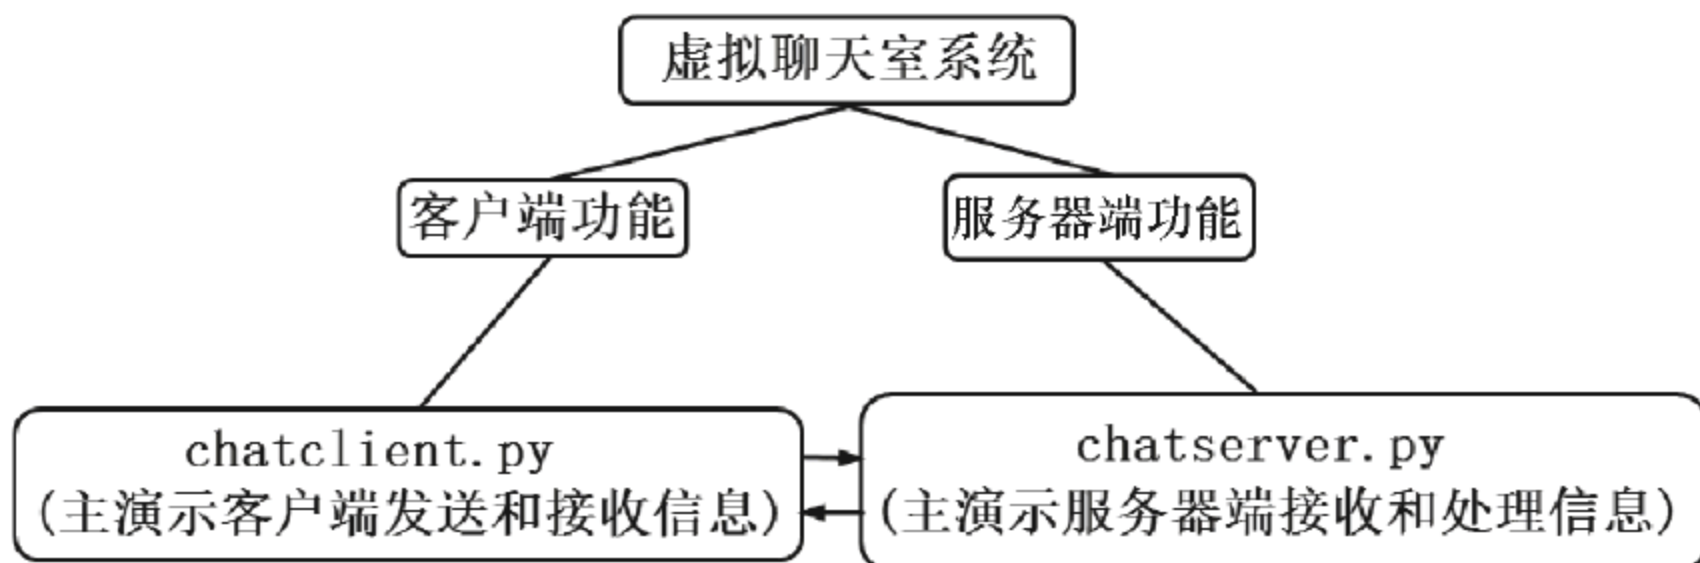 虚拟聊天室系统
客户端功能
服务器端功能
chatclient.py
(主演示客户端发送和接收信息)
chatserver.py
(主演示服务器端接收和处理信息)